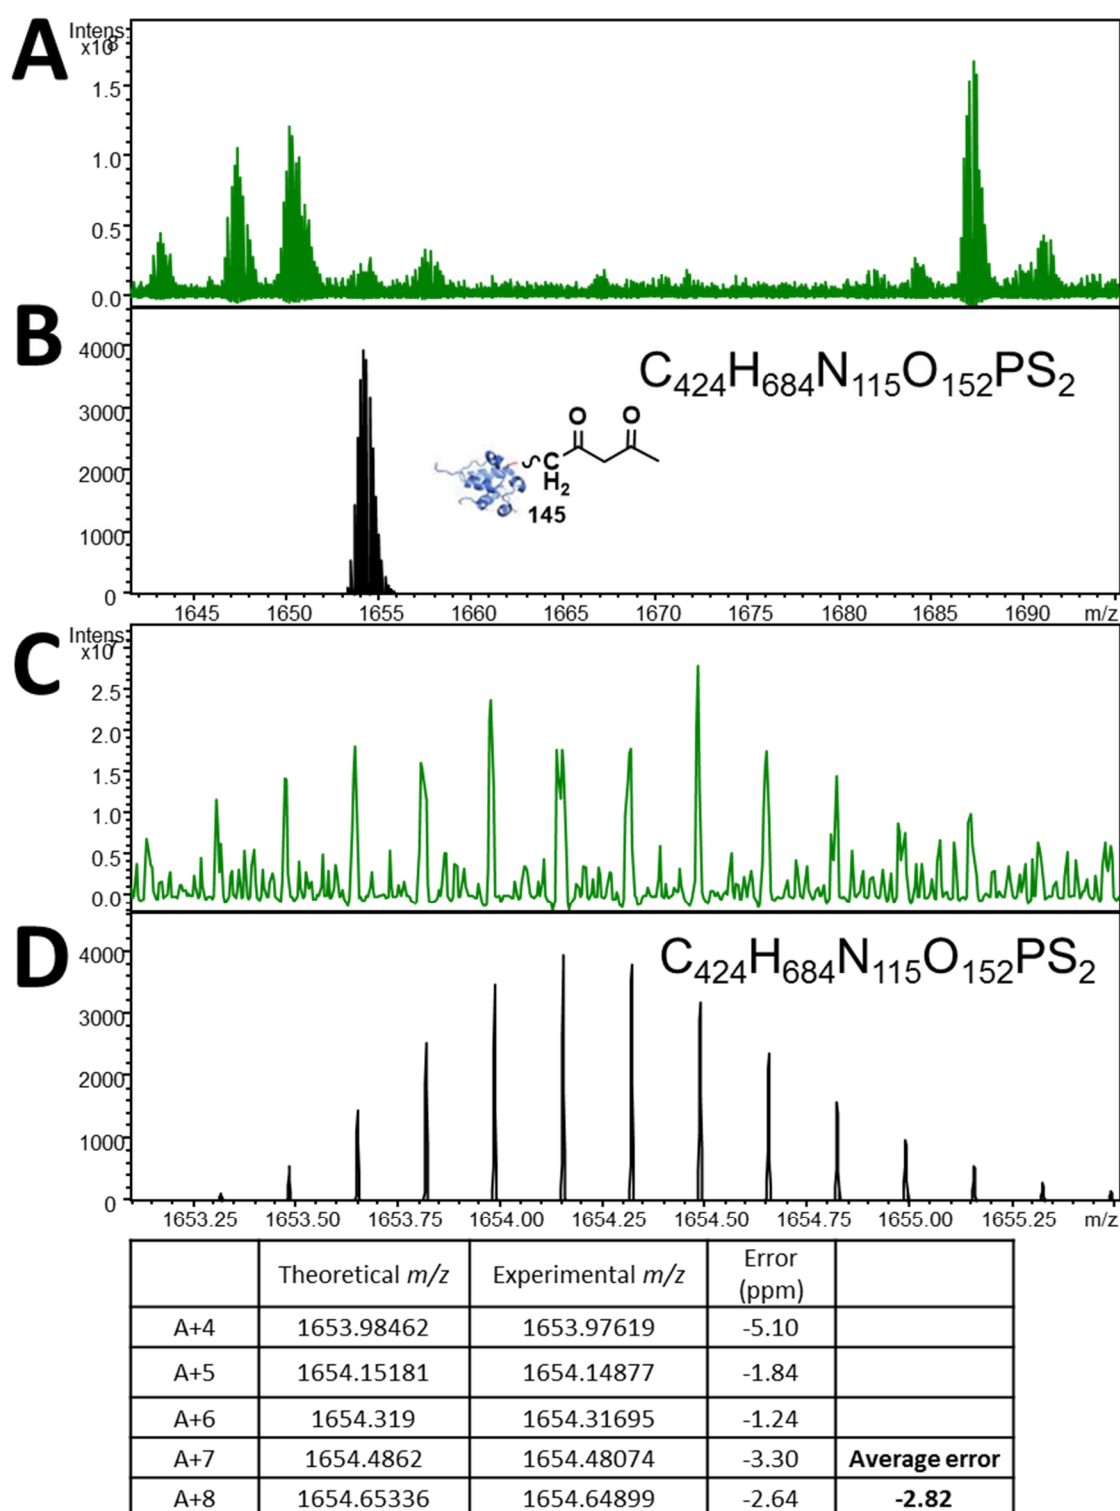 A
Intens.
x10⁸
1.5
1.0
0.5
0.0
B
4000
3000
2000
1000
0
C₄₂₄H₆₈₄N₁₁₅O₁₅₂PS₂
O O
C
H₂
145
1645 1650 1655 1660 1665 1670 1675 1680 1685 1690 m/z
C
Intens.
x10⁷
2.5
2.0
1.5
1.0
0.5
0.0
D
4000
3000
2000
1000
0
C₄₂₄H₆₈₄N₁₁₅O₁₅₂PS₂
1653.25 1653.50 1653.75 1654.00 1654.25 1654.50 1654.75 1655.00 1655.25 m/z
Theoretical m/z Experimental m/z Error (ppm)
A+4 1653.98462 1653.97619 -5.10
A+5 1654.15181 1654.14877 -1.84
A+6 1654.319 1654.31695 -1.24
A+7 1654.4862 1654.48074 -3.30 Average error
A+8 1654.65336 1654.64899 -2.64 -2.82